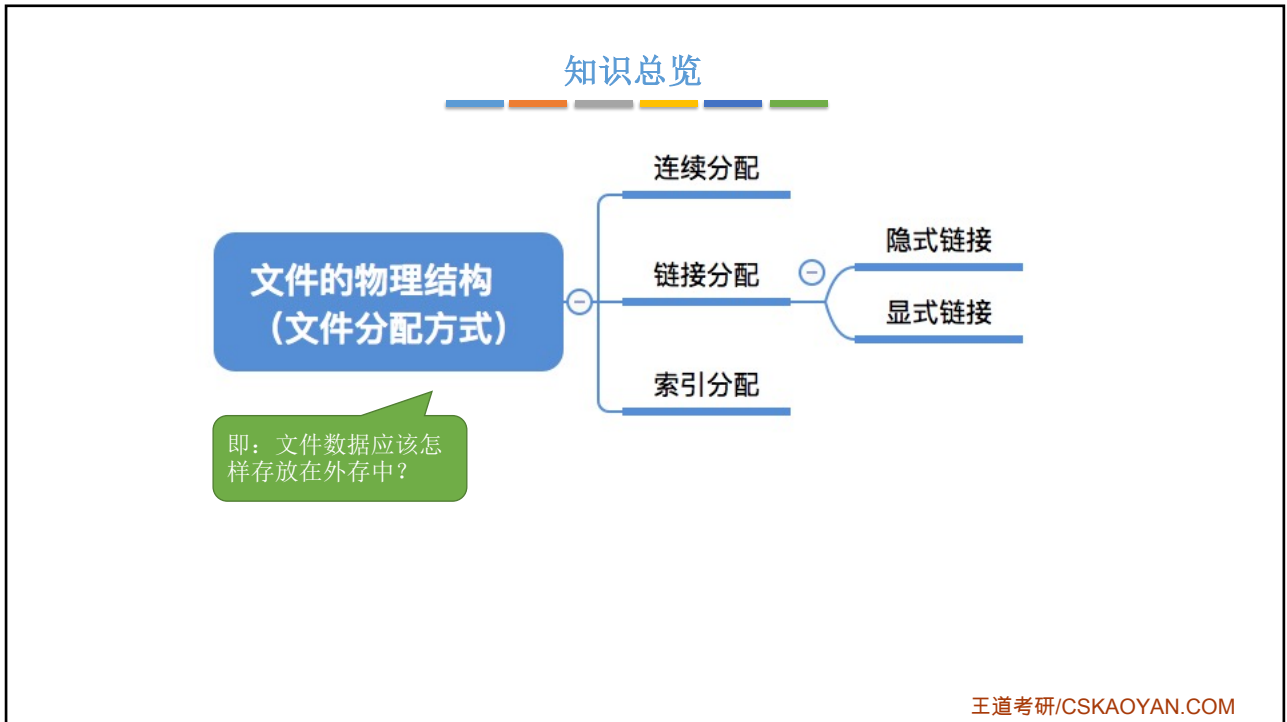 知识总览
连续分配
隐式链接
文件的物理结构
（文件分配方式）
链接分配
显式链接
索引分配
即：文件数据应该怎
样存放在外存中？
王道考研/CSKAOYAN.COM